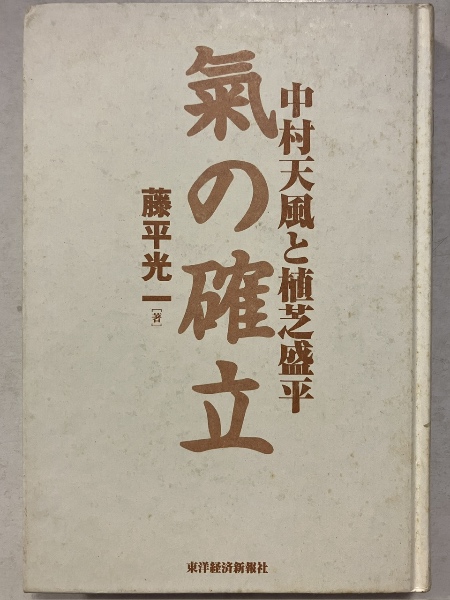 中村天風と植芝盛平
氣の確立
藤平光一
[著]
東洋経済新報社